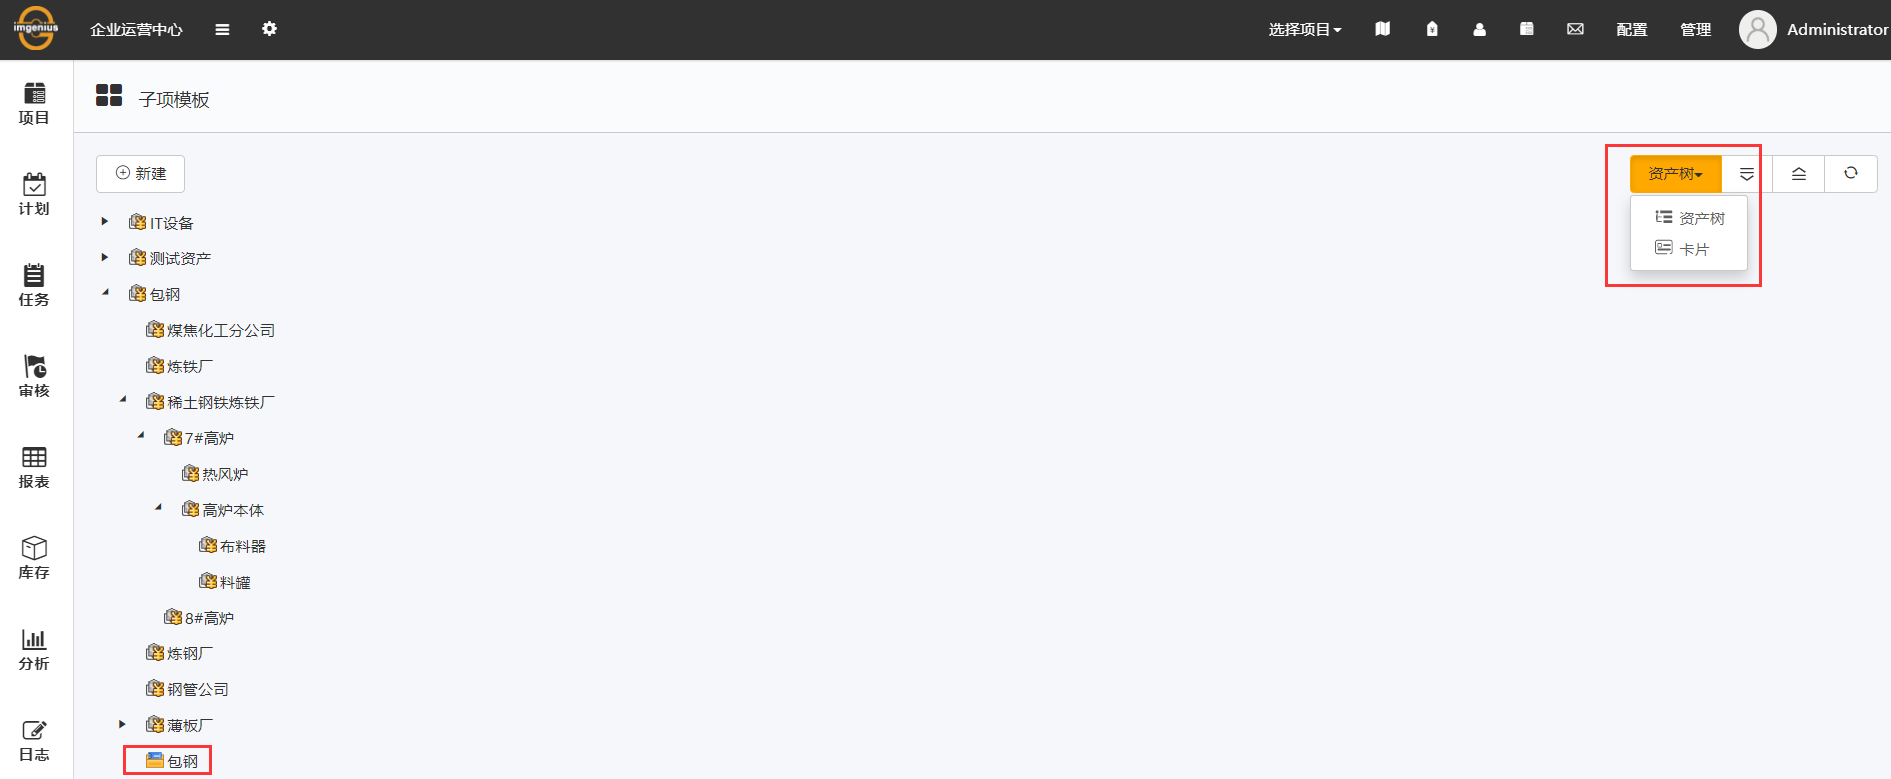 imgenius
企业运营中心
选择项目
配置
管理
Administrator
项目
计划
任务
审核
报表
库存
分析
日志
子项模板
新建
资产树
资产树
卡片
IT设备
测试资产
包钢
煤焦化工分公司
炼铁厂
稀土钢铁炼铁厂
7#高炉
热风炉
高炉本体
布料器
料罐
8#高炉
炼钢厂
钢管公司
薄板厂
包钢